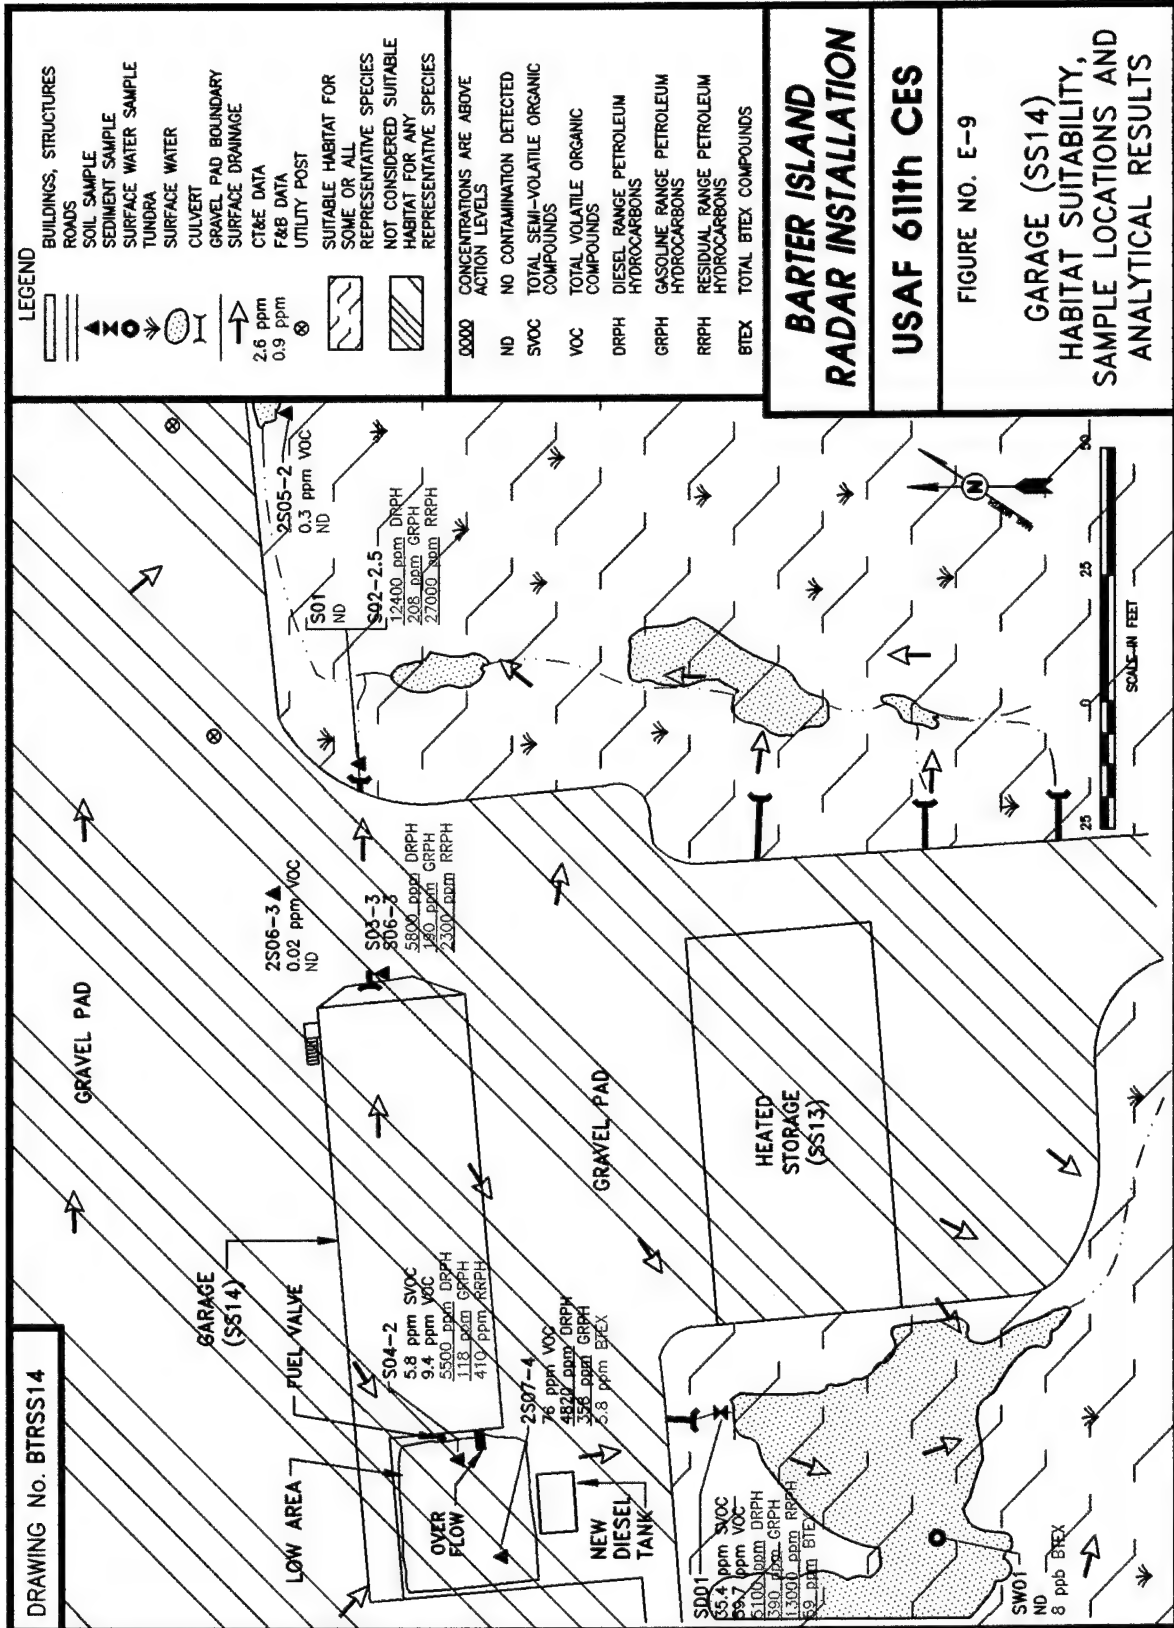 DRAWING No. BTRSS14
GRAVEL PAD
GARAGE
(SS14)
FUEL VALVE
LOW AREA
OVER
FLOW
NEW
DIESEL
TANK
S04-2
5.8 ppm SVOC
9.4 ppm VOC
5500 ppm DRPH
118 ppm GRPH
410 ppm RRPH
2S07-4
76 ppm VOC
4820 ppm DRPH
358 ppm GRPH
5.8 ppm BTEX
2S06-3
0.02 ppm VOC
ND
S03-3
S06-3
5800 ppm DRPH
180 ppm GRPH
2300 ppm RRPH
2S05-2
0.3 ppm VOC
ND
S01
ND
S02-2.5
12400 ppm DRPH
208 ppm GRPH
27000 ppm RRPH
GRAVEL PAD
HEATED
STORAGE
(SS13)
SD01
35.4 ppm SVOC
59.7 ppm VOC
5100 ppm DRPH
390 ppm GRPH
13000 ppm RRPH
59 ppm BTEX
SW01
ND
8 ppb BTEX
N
25 0 25 50
SCALE IN FEET
LEGEND
BUILDINGS, STRUCTURES
ROADS
SOIL SAMPLE
SEDIMENT SAMPLE
SURFACE WATER SAMPLE
TUNDRA
SURFACE WATER
CULVERT
GRAVEL PAD BOUNDARY
SURFACE DRAINAGE
2.6 ppm CT&E DATA
0.9 ppm F&B DATA
UTILITY POST
SUITABLE HABITAT FOR
SOME OR ALL
REPRESENTATIVE SPECIES
NOT CONSIDERED SUITABLE
HABITAT FOR ANY
REPRESENTATIVE SPECIES
0000 CONCENTRATIONS ARE ABOVE
ACTION LEVELS
ND NO CONTAMINATION DETECTED
SVOC TOTAL SEMI-VOLATILE ORGANIC
COMPOUNDS
VOC TOTAL VOLATILE ORGANIC
COMPOUNDS
DRPH DIESEL RANGE PETROLEUM
HYDROCARBONS
GRPH GASOLINE RANGE PETROLEUM
HYDROCARBONS
RRPH RESIDUAL RANGE PETROLEUM
HYDROCARBONS
BTEX TOTAL BTEX COMPOUNDS
BARTER ISLAND
RADAR INSTALLATION
USAF 611th CES
FIGURE NO. E-9
GARAGE (SS14)
HABITAT SUITABILITY,
SAMPLE LOCATIONS AND
ANALYTICAL RESULTS